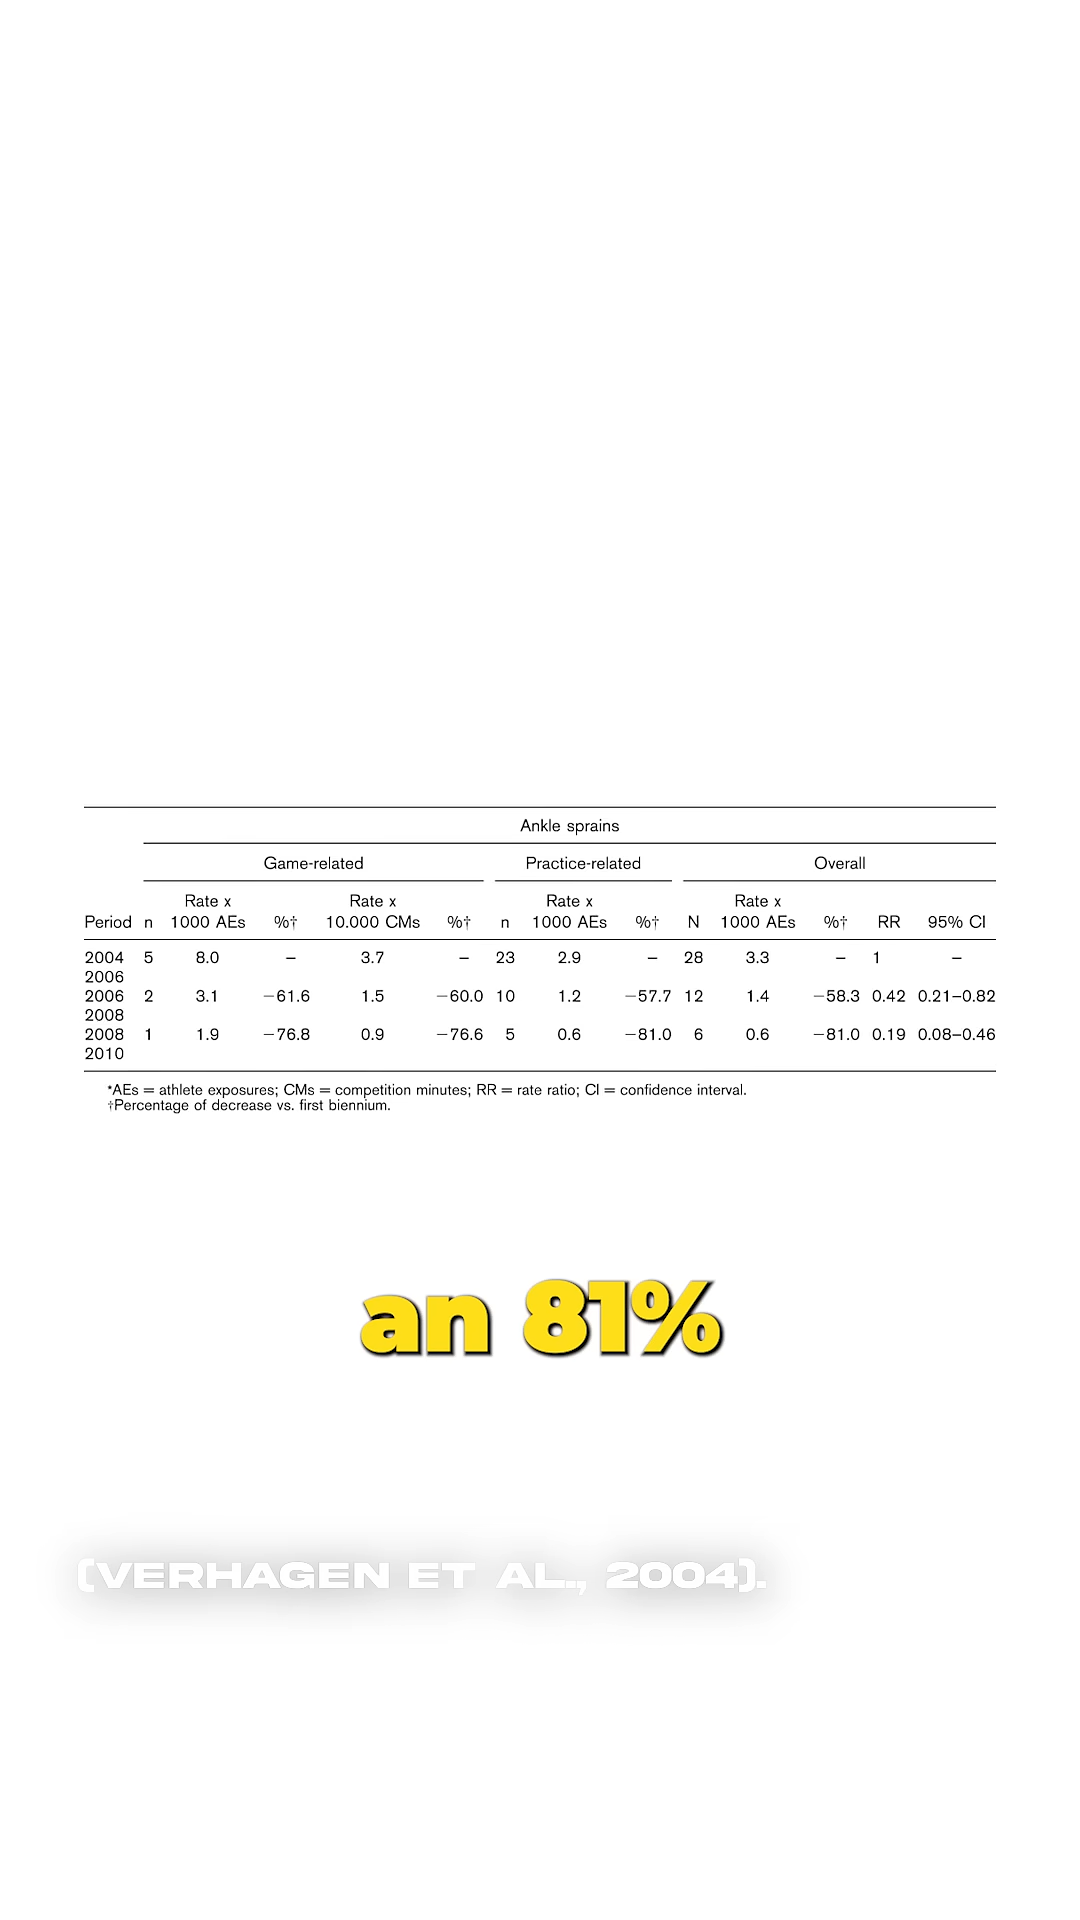 Ankle sprains
Game-related Practice-related Overall
Rate x Rate x Rate x Rate x
Period n 1000 AEs %† 10.000 CMs %† n 1000 AEs %† N 1000 AEs %† RR 95% CI
2004 5 8.0 – 3.7 – 23 2.9 – 28 3.3 – 1 –
2006
2006 2 3.1 −61.6 1.5 −60.0 10 1.2 −57.7 12 1.4 −58.3 0.42 0.21–0.82
2008
2008 1 1.9 −76.8 0.9 −76.6 5 0.6 −81.0 6 0.6 −81.0 0.19 0.08–0.46
2010
*AEs = athlete exposures; CMs = competition minutes; RR = rate ratio; CI = confidence interval.
†Percentage of decrease vs. first biennium.
an 81%
(VERHAGEN ET AL., 2004).